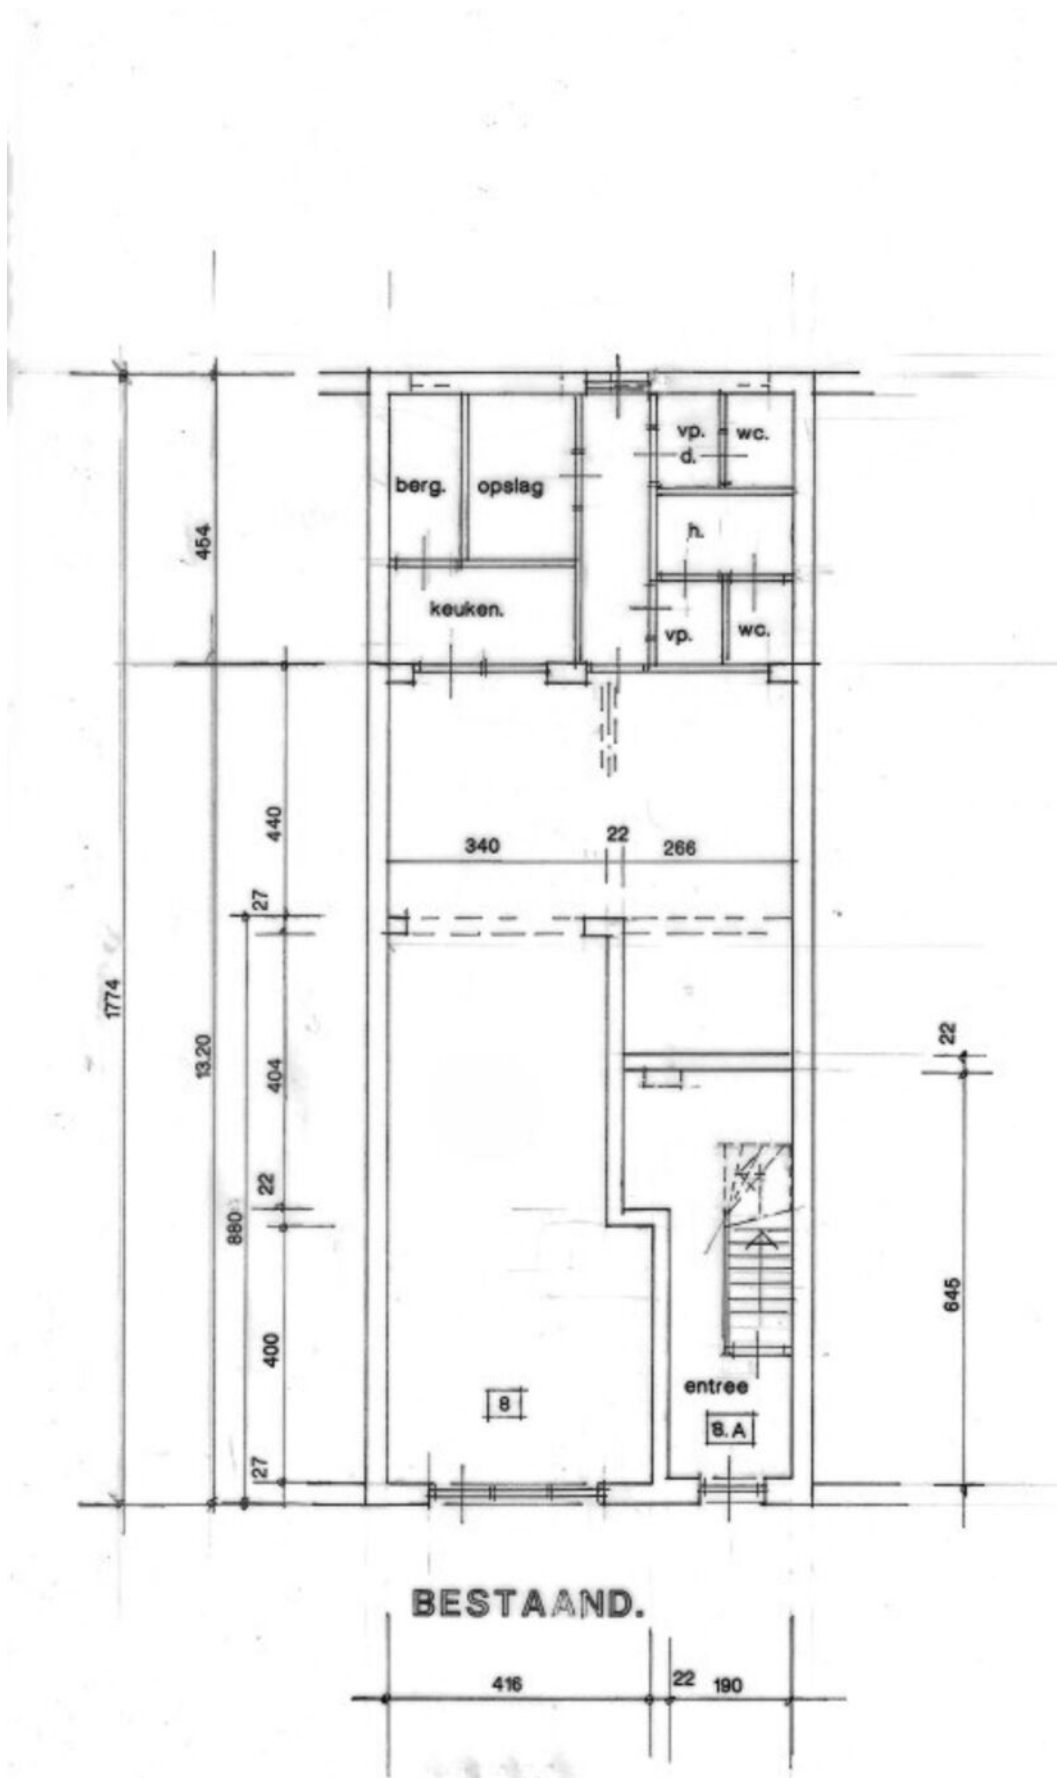 vp.
wc.
d.
berg.
opslag
454
h.
keuken.
vp.
wc.
440
340
22
266
27
1774
13.20
404
22
22
880
645
400
entree
8
8.A
27
BESTAAND.
416
22
190